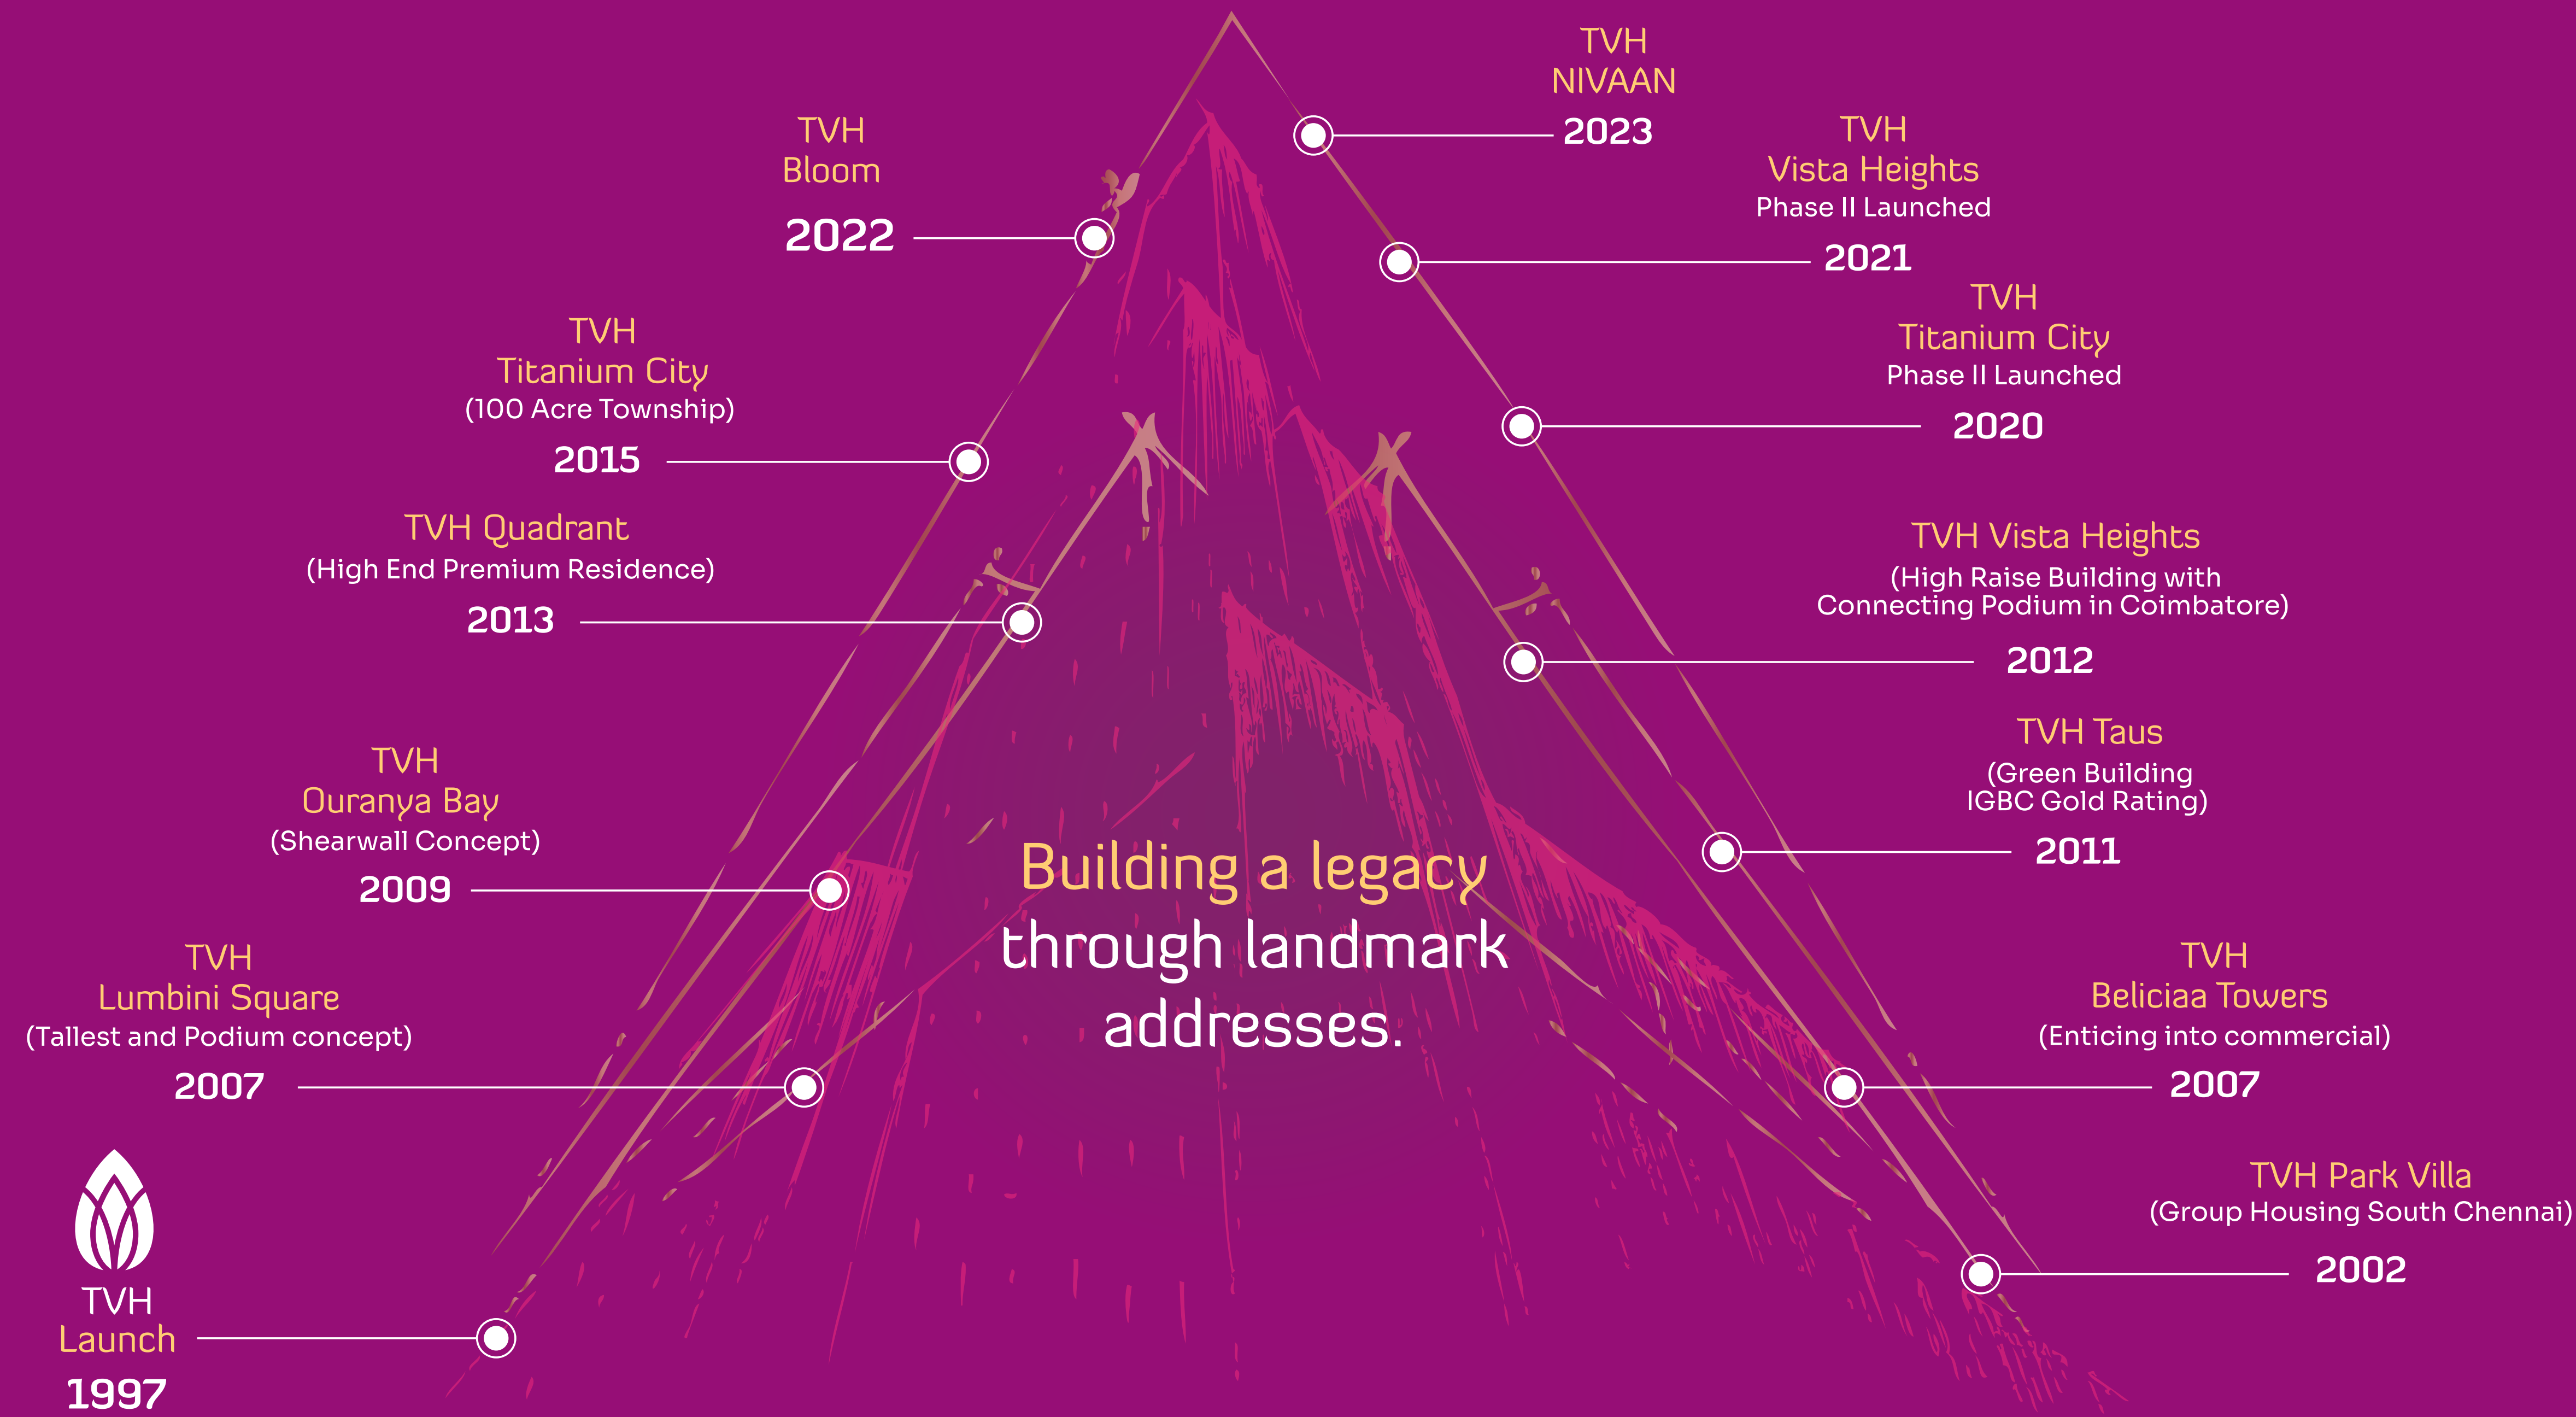 TVH
NIVAAN
2023
TVH
Bloom
2022
TVH
Vista Heights
Phase II Launched
2021
TVH
Titanium City
Phase II Launched
2020
TVH
Titanium City
(100 Acre Township)
2015
TVH Quadrant
(High End Premium Residence)
2013
TVH Vista Heights
(High Raise Building with
Connecting Podium in Coimbatore)
2012
TVH Taus
(Green Building
IGBC Gold Rating)
2011
TVH
Ouranya Bay
(Shearwall Concept)
2009
Building a legacy
through landmark
addresses.
TVH
Lumbini Square
(Tallest and Podium concept)
2007
TVH
Beliciaa Towers
(Enticing into commercial)
2007
TVH Park Villa
(Group Housing South Chennai)
2002
TVH
Launch
1997